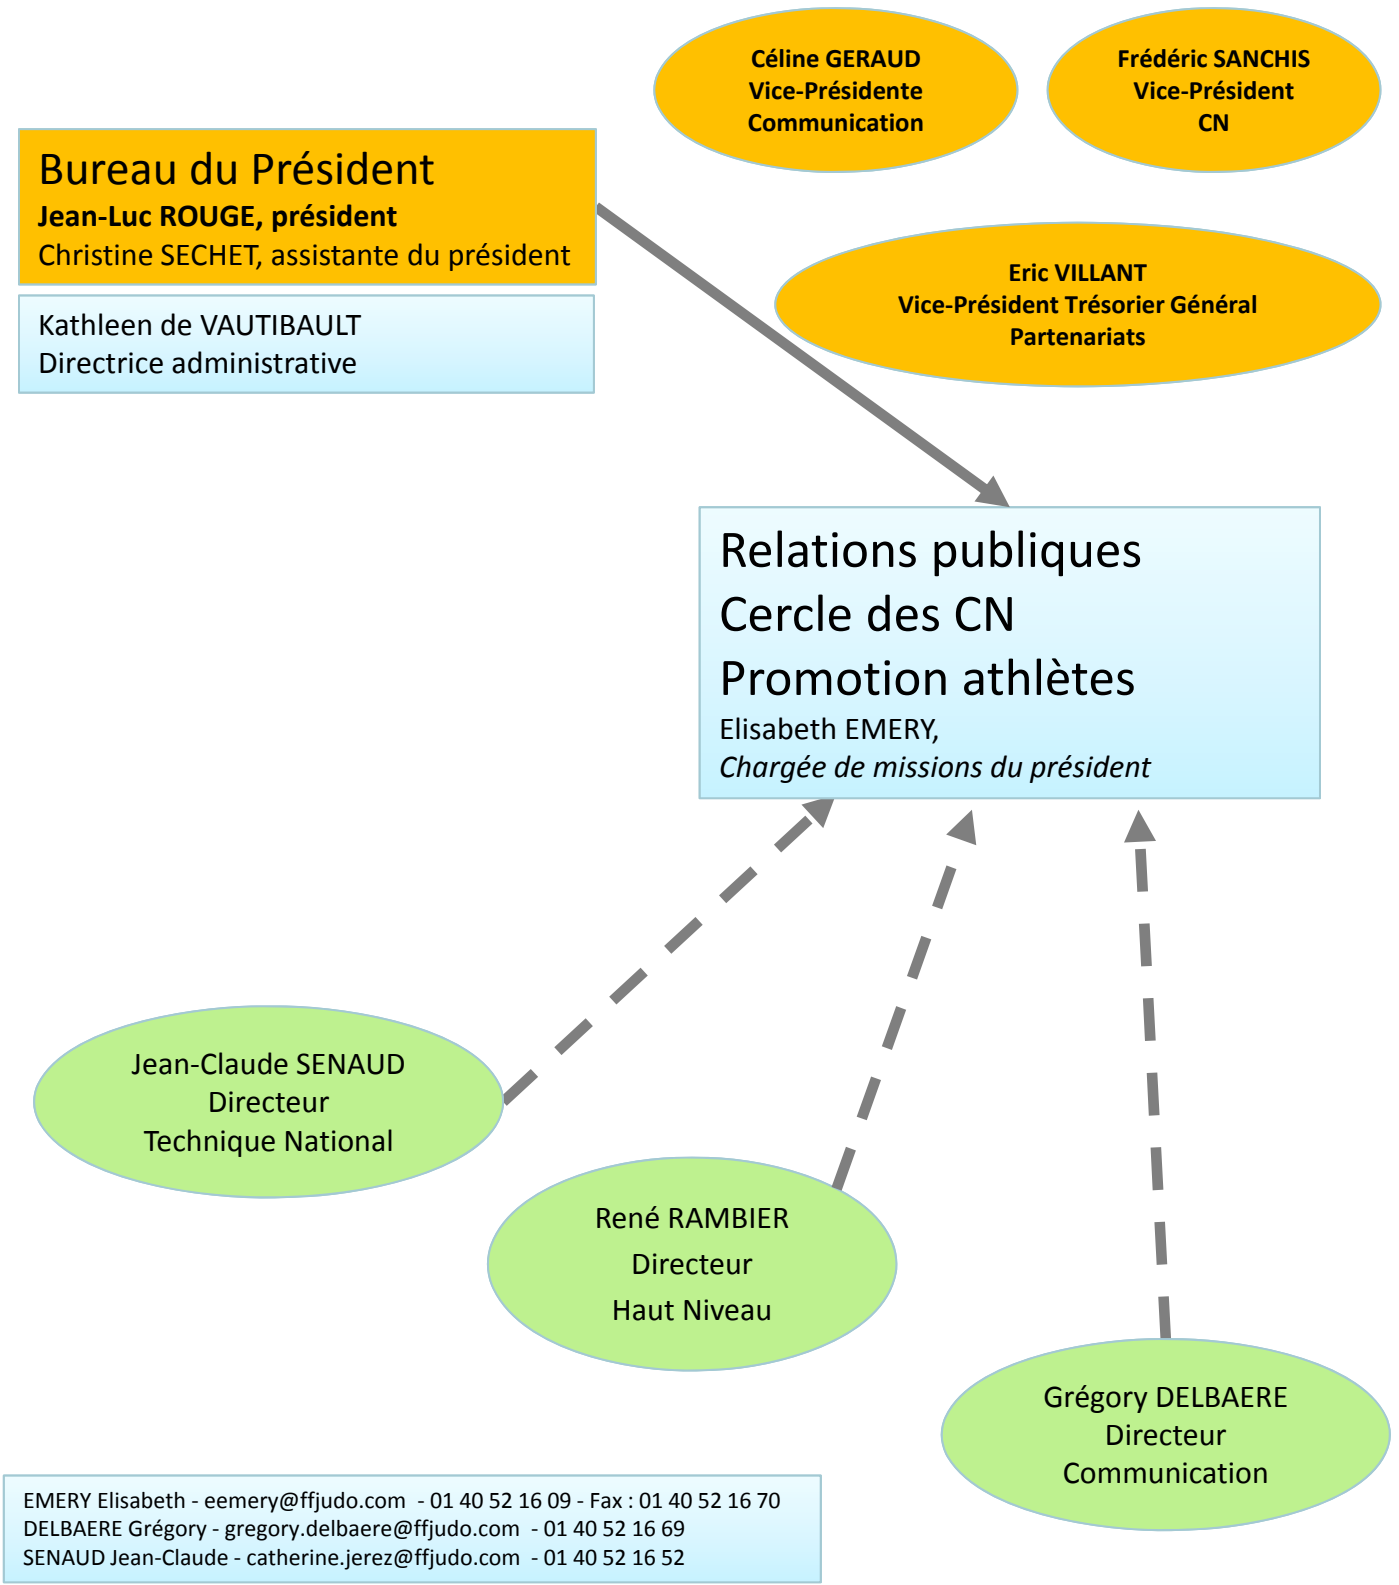 Céline GERAUD
Vice-Présidente
Communication
Frédéric SANCHIS
Vice-Président
CN
Bureau du Président
Jean-Luc ROUGE, président
Christine SECHET, assistante du président
Kathleen de VAUTIBAULT
Directrice administrative
Eric VILLANT
Vice-Président Trésorier Général
Partenariats
Relations publiques
Cercle des CN
Promotion athlètes
Elisabeth EMERY,
Chargée de missions du président
Jean-Claude SENAUD
Directeur
Technique National
René RAMBIER
Directeur
Haut Niveau
Grégory DELBAERE
Directeur
Communication
EMERY Elisabeth - eemery@ffjudo.com - 01 40 52 16 09 - Fax : 01 40 52 16 70
DELBAERE Grégory - gregory.delbaere@ffjudo.com - 01 40 52 16 69
SENAUD Jean-Claude - catherine.jerez@ffjudo.com - 01 40 52 16 52